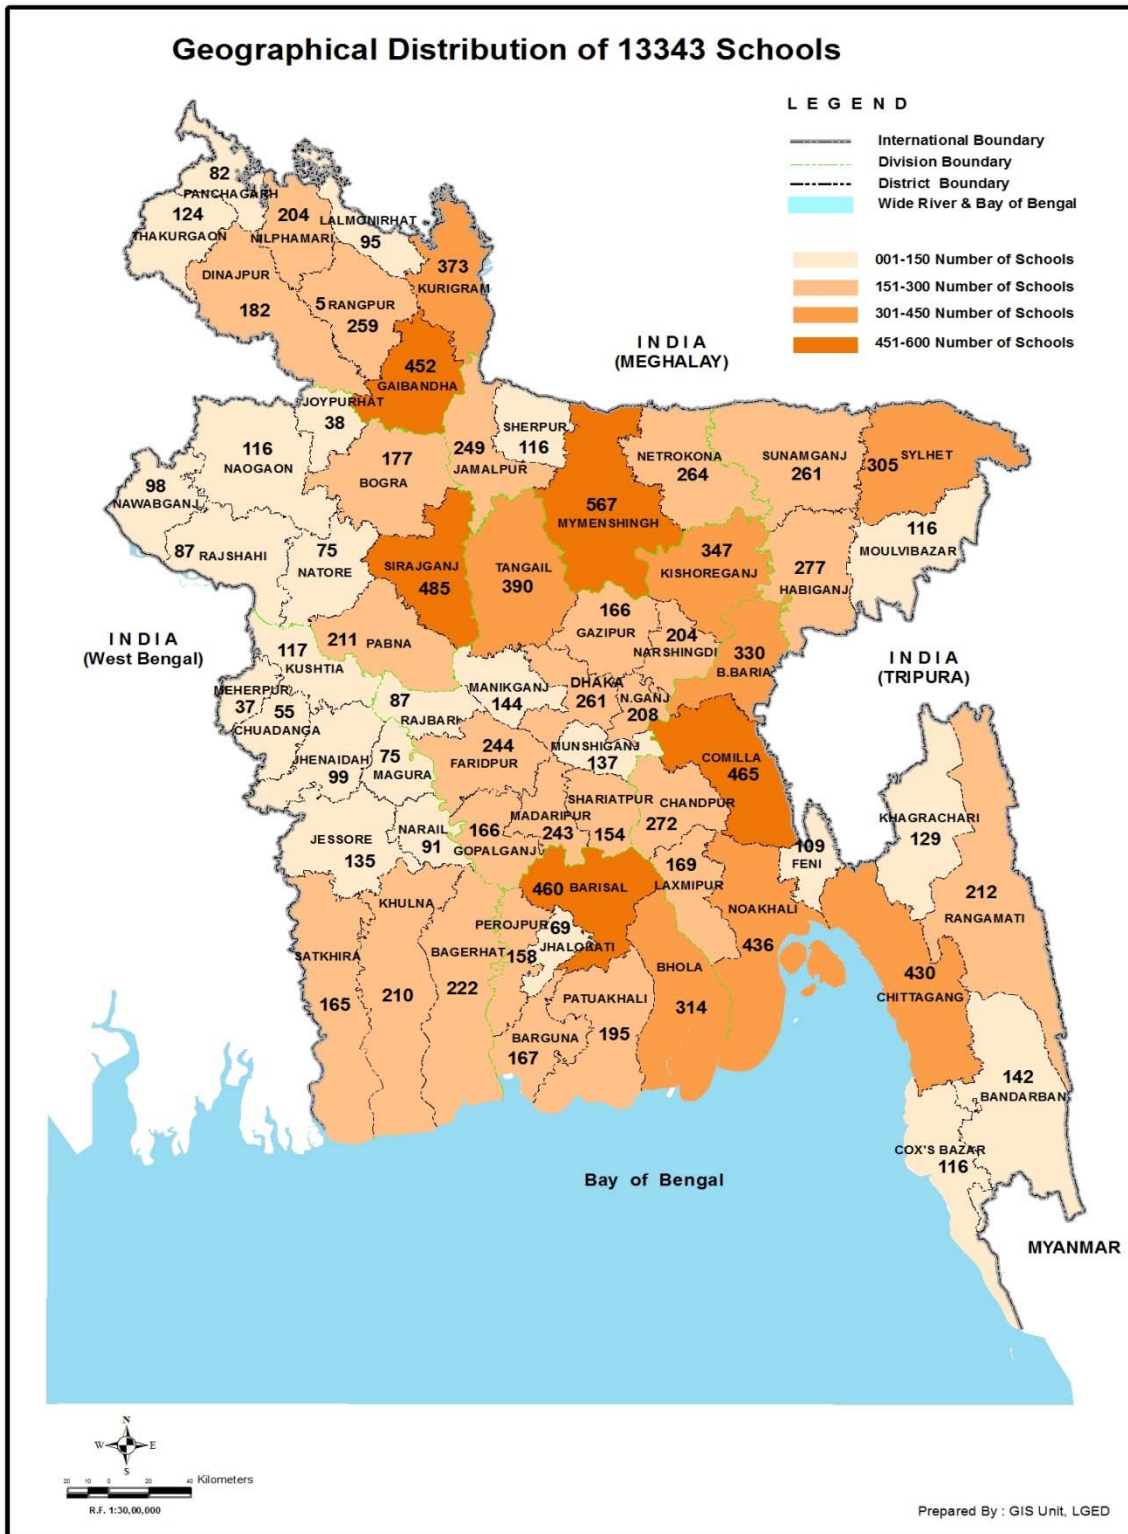 Geographical Distribution of 13343 Schools
LEGEND
International Boundary
Division Boundary
District Boundary
Wide River & Bay of Bengal
001-150 Number of Schools
151-300 Number of Schools
301-450 Number of Schools
451-600 Number of Schools
82
PANCHAGARH
124
THAKURGAON
204
NILPHAMARI
LALMONIRHAT
95
373
KURIGRAM
DINAJPUR
182
5 RANGPUR
259
452
GAIBANDHA
INDIA
(MEGHALAY)
JOYPURHAT
38
SHERPUR
116
116
NAOGAON
177
BOGRA
249
JAMALPUR
NETROKONA
264
SUNAMGANJ
261
305 SYLHET
98
NAWABGANJ
567
MYMENSHINGH
116
MOULVIBAZAR
87 RAJSHAHI
75
NATORE
SIRAJGANJ
485
TANGAIL
390
347
KISHOREGANJ
277
HABIGANJ
INDIA
(West Bengal)
211 PABNA
166
GAZIPUR
204
NARSHINGDI
330
B.BARIA
INDIA
(TRIPURA)
117
KUSHTIA
MEHERPUR
37
55
CHUADANGA
87
RAJBARI
MANIKGANJ
144
DHAKA
261
N.GANJ
208
JHENAIDAH
99
75
MAGURA
244
FARIDPUR
MUNSHIGANJ
137
COMILLA
465
SHARIATPUR
154
CHANDPUR
272
MADARIPUR
243
KHAGRACHARI
129
JESSORE
135
NARAIL
91
166
GOPALGANJ
109
FENI
169
LAXMIPUR
460 BARISAL
212
RANGAMATI
KHULNA
210
NOAKHALI
436
PEROJPUR
158
69
JHALOKATI
SATKHIRA
165
BAGERHAT
222
BHOLA
314
430
CHITTAGANG
PATUAKHALI
195
BARGUNA
167
142
BANDARBAN
COX'S BAZAR
116
Bay of Bengal
MYANMAR
N
W E
S
20 10 0 20 40 Kilometers
R.F. 1:30,00,000
Prepared By : GIS Unit, LGED